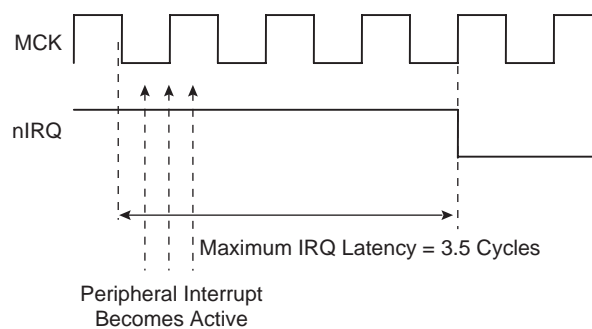 MCK
nIRQ
Maximum IRQ Latency = 3.5 Cycles
Peripheral Interrupt
Becomes Active